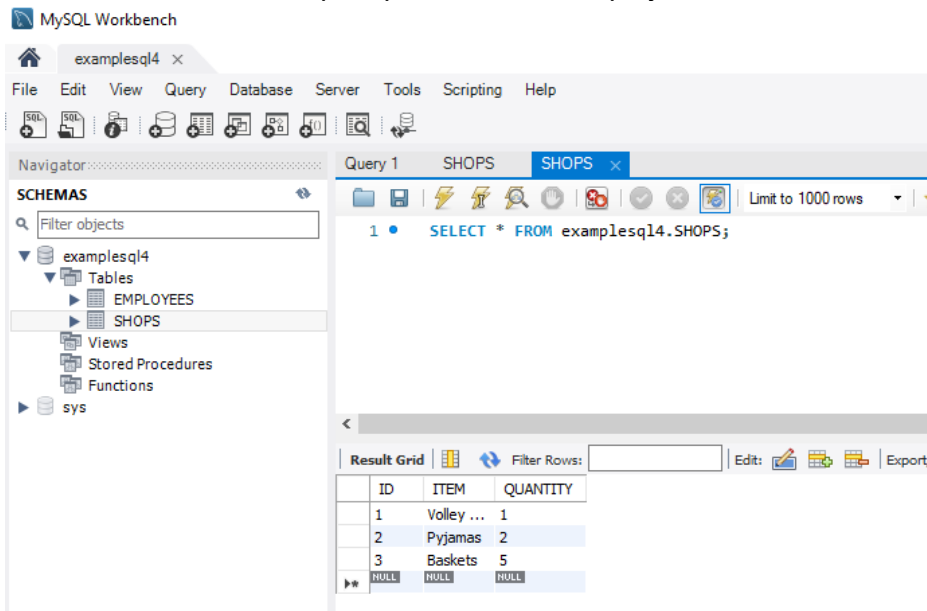 MySQL Workbench
examplesql4
File Edit View Query Database Server Tools Scripting Help
Navigator
Query 1 SHOPS SHOPS
SCHEMAS
Filter objects
Limit to 1000 rows
1 SELECT * FROM examplesql4.SHOPS;
examplesql4
Tables
EMPLOYEES
SHOPS
Views
Stored Procedures
Functions
sys
Result Grid Filter Rows: Edit: Export
ID ITEM QUANTITY
1 Volley ... 1
2 Pyjamas 2
3 Baskets 5
NULL NULL NULL